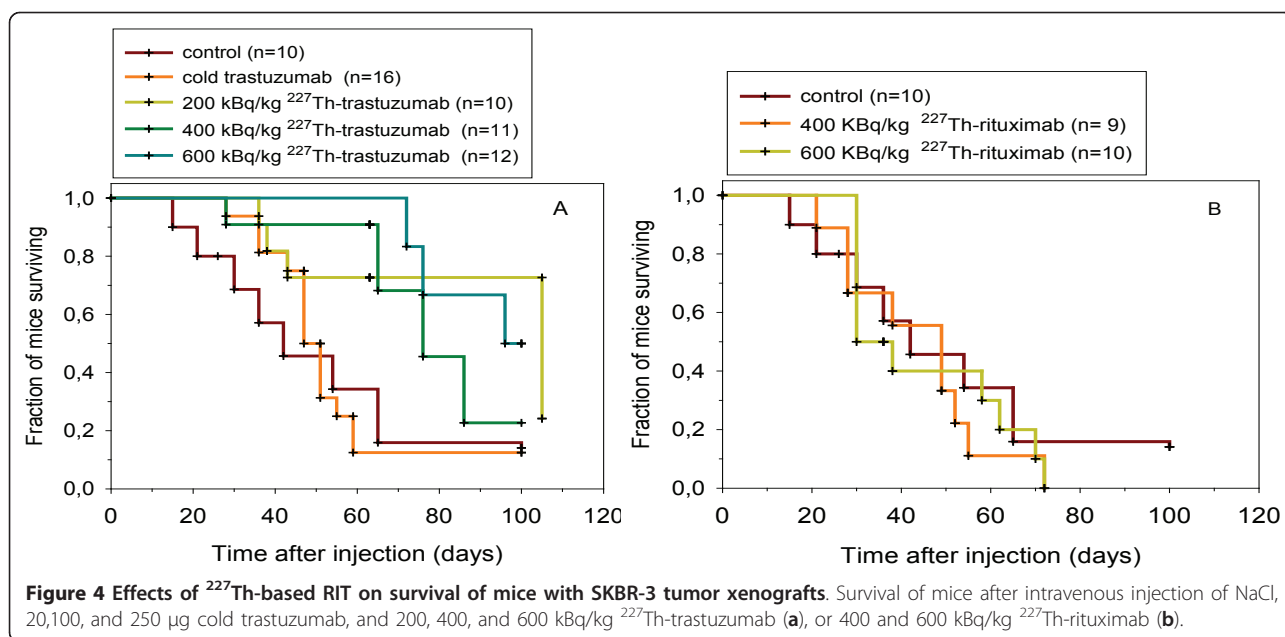 control (n=10)
cold trastuzumab (n=16)
200 kBq/kg ²²⁷Th-trastuzumab (n=10)
400 kBq/kg ²²⁷Th-trastuzumab (n=11)
600 kBq/kg ²²⁷Th-trastuzumab (n=12)
1,0
0,8
0,6
0,4
0,2
0,0
Fraction of mice surviving
A
0 20 40 60 80 100 120
Time after injection (days)
control (n=10)
400 KBq/kg ²²⁷Th-rituximab (n= 9)
600 KBq/kg ²²⁷Th-rituximab (n=10)
1,0
0,8
0,6
0,4
0,2
0,0
Fraction of mice surviving
B
0 20 40 60 80 100 120
Time after injection (days)
Figure 4 Effects of ²²⁷Th-based RIT on survival of mice with SKBR-3 tumor xenografts. Survival of mice after intravenous injection of NaCl,
20,100, and 250 μg cold trastuzumab, and 200, 400, and 600 kBq/kg ²²⁷Th-trastuzumab (a), or 400 and 600 kBq/kg ²²⁷Th-rituximab (b).